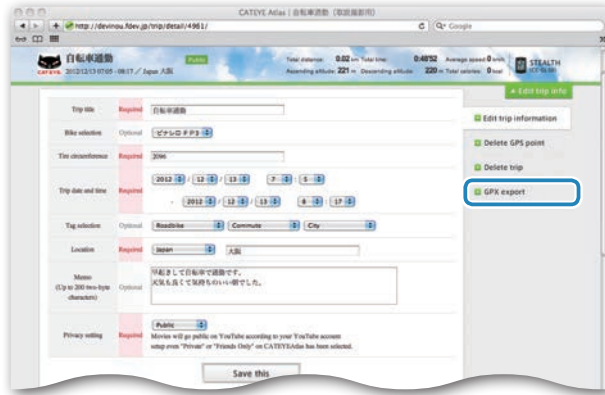 CATEYE Atlas | 自転車通勤 (取説撮影用)
http://devinou.fdev.jp/trip/detail/4961/
Google
CATEYE
自転車通勤
Public
2012/12/13 07:05 - 08:17 / Japan 大阪
Total distance: 0.02 km Total time: 0:48'52 Average speed 0 km/h
Ascending altitude: 221 m Descending altitude: 220 m Total calories: 0 kcal
STEALTH
Edit trip info
Trip title Required 自転車通勤
Bike selection Optional ピナレロ F P 3
Tire circumference Required 2096
Trip date and time Required
2012 / 12 / 13 7 : 5
- 2012 / 12 / 13 8 : 17
Tag selection Optional Roadbike Commute City
Location Required Japan 大阪
Memo
(Up to 200 two-byte
characters)
Optional
早起きして自転車で通勤です。
天気も良くて気持ちのいい朝でした。
Privacy setting Required Public
Movies will go public on YouTube according to your YouTube account
setup even "Private" or "Friends Only" on CATEYEAtlas has been selected.
Save this
Edit trip information
Delete GPS point
Delete trip
GPX export